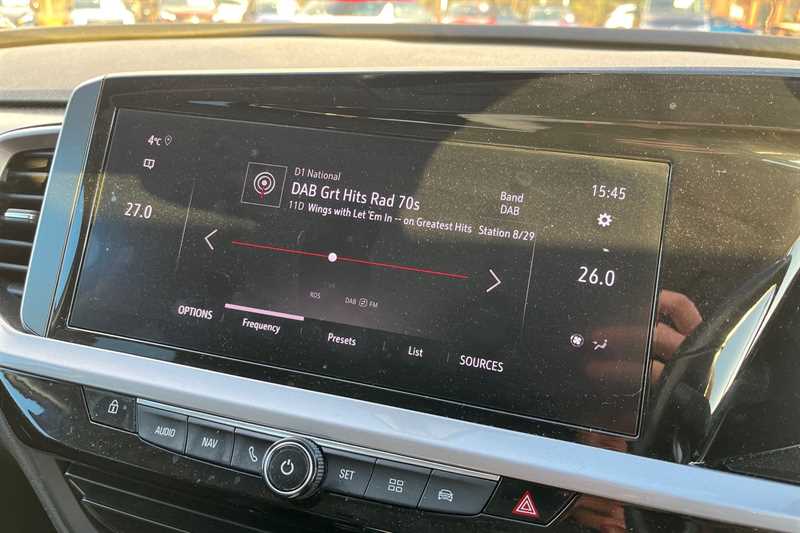 4°C
27.0
D1 National
DAB Grt Hits Rad 70s
11D Wings with Let 'Em In -- on Greatest Hits Station 8/29
Band
DAB
15:45
26.0
RDS
DAB FM
OPTIONS
Frequency
Presets
List
SOURCES
AUDIO
NAV
SET